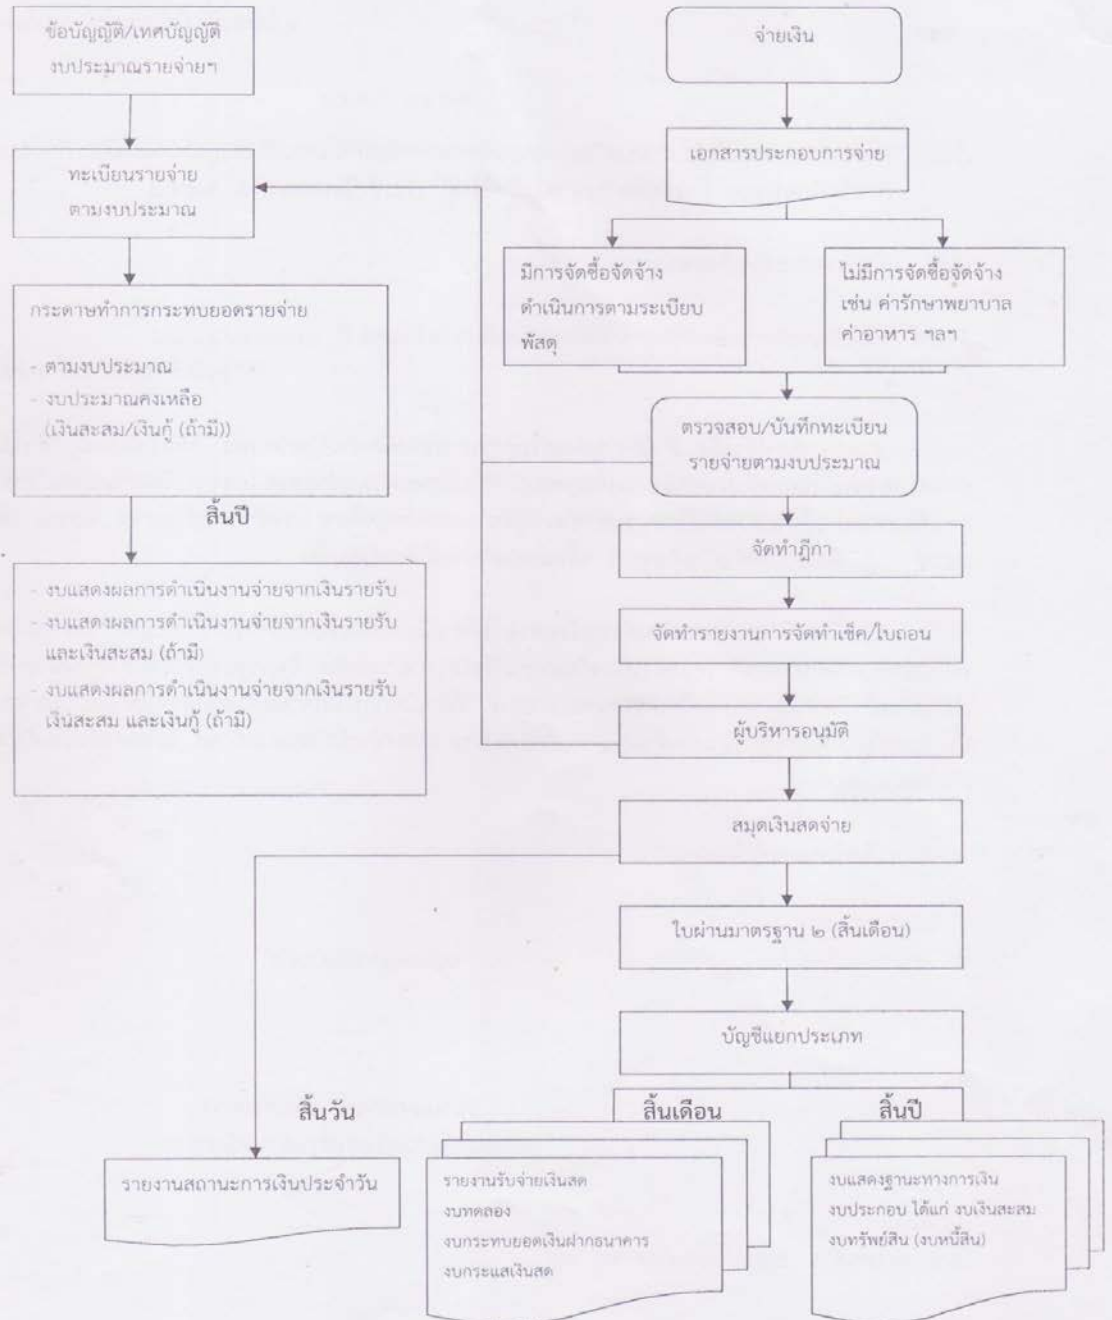 ข้อบัญญัติ/เทศบัญญัติ
งบประมาณรายจ่ายฯ
ทะเบียนรายจ่าย
ตามงบประมาณ
กระดาษทำการกระทบยอดรายจ่าย
- ตามงบประมาณ
- งบประมาณคงเหลือ
(เงินสะสม/เงินกู้ (ถ้ามี))
สิ้นปี
- งบแสดงผลการดำเนินงานจ่ายจากเงินรายรับ
- งบแสดงผลการดำเนินงานจ่ายจากเงินรายรับ
และเงินสะสม (ถ้ามี)
- งบแสดงผลการดำเนินงานจ่ายจากเงินรายรับ
เงินสะสม และเงินกู้ (ถ้ามี)
จ่ายเงิน
เอกสารประกอบการจ่าย
มีการจัดซื้อจัดจ้าง
ดำเนินการตามระเบียบ
พัสดุ
ไม่มีการจัดซื้อจัดจ้าง
เช่น ค่ารักษาพยาบาล
ค่าอาหาร ฯลฯ
ตรวจสอบ/บันทึกทะเบียน
รายจ่ายตามงบประมาณ
จัดทำฎีกา
จัดทำรายงานการจัดทำเช็ค/ใบถอน
ผู้บริหารอนุมัติ
สมุดเงินสดจ่าย
ใบผ่านมาตรฐาน ๒ (สิ้นเดือน)
บัญชีแยกประเภท
สิ้นวัน
รายงานสถานะการเงินประจำวัน
สิ้นเดือน
รายงานรับจ่ายเงินสด
งบทดลอง
งบกระทบยอดเงินฝากธนาคาร
งบกระแสเงินสด
สิ้นปี
งบแสดงฐานะทางการเงิน
งบประกอบ ได้แก่ งบเงินสะสม
งบทรัพย์สิน (งบหนี้สิน)